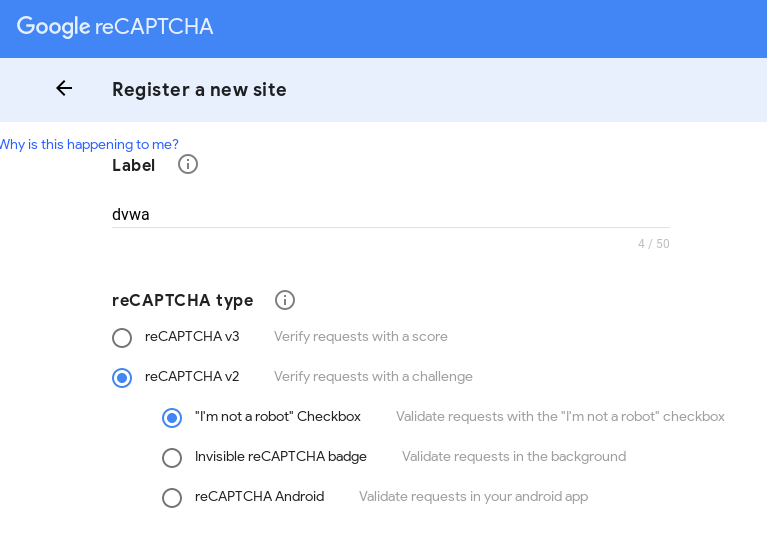 Google reCAPTCHA
Register a new site
Why is this happening to me?
Label
dvwa
4 / 50
reCAPTCHA type
reCAPTCHA v3 Verify requests with a score
reCAPTCHA v2 Verify requests with a challenge
"I'm not a robot" Checkbox Validate requests with the "I'm not a robot" checkbox
Invisible reCAPTCHA badge Validate requests in the background
reCAPTCHA Android Validate requests in your android app